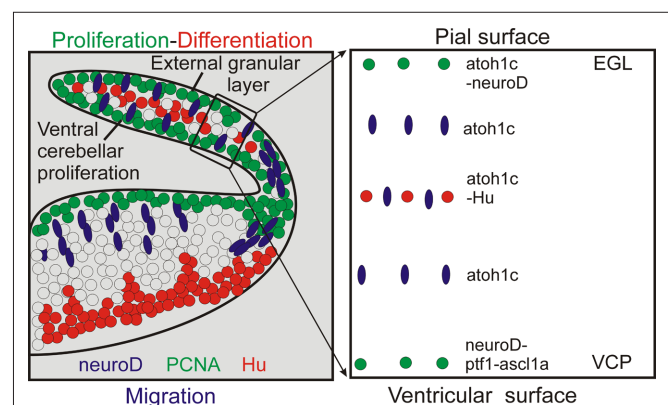 Proliferation-Differentiation
External granular
layer
Ventral
cerebellar
proliferation
neuroD PCNA Hu
Migration
Pial surface
atoh1c
-neuroD
EGL
atoh1c
atoh1c
-Hu
atoh1c
neuroD-
ptf1-ascl1a
VCP
Ventricular surface